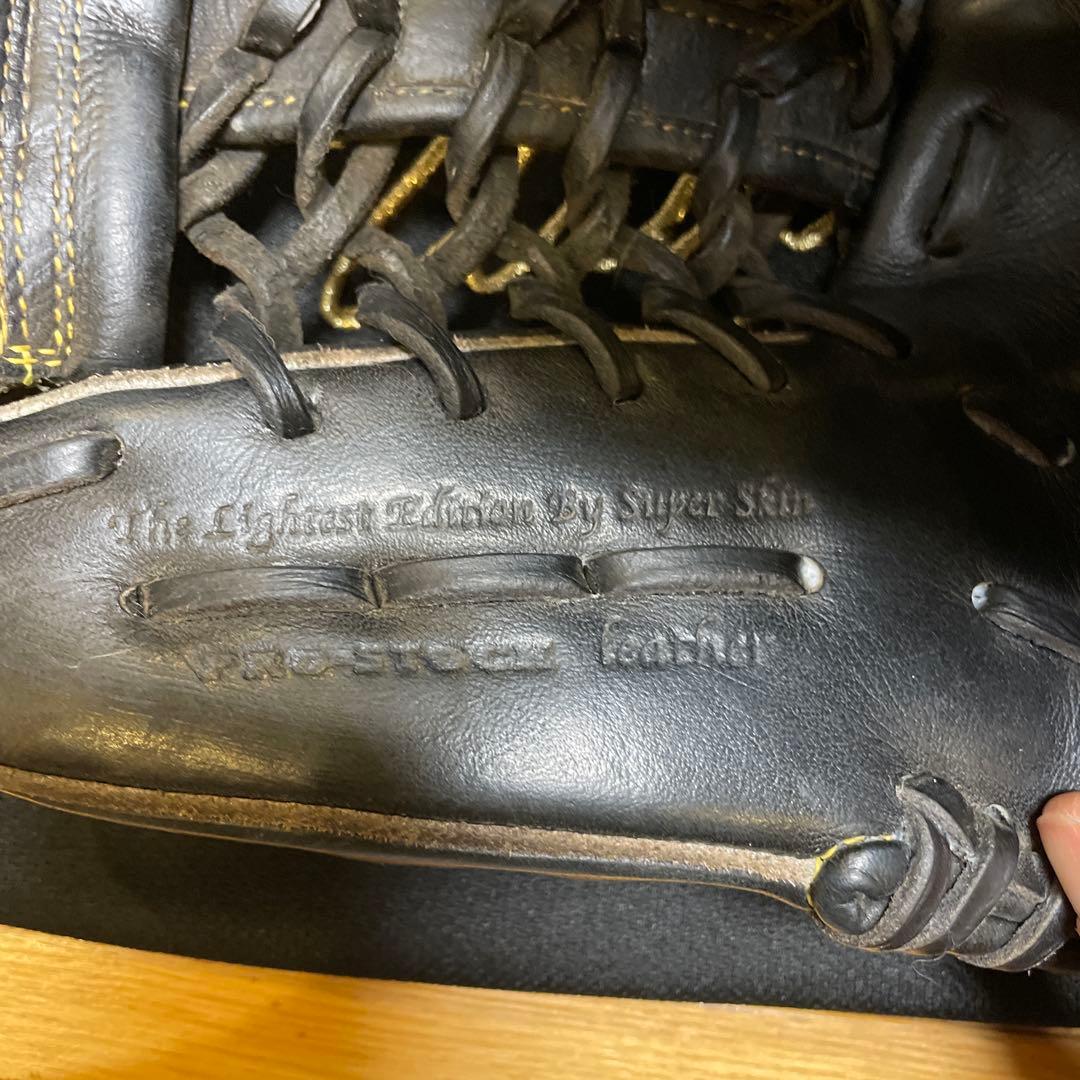 The Lightest Edition By Super Skin
PRO-STOCK leather